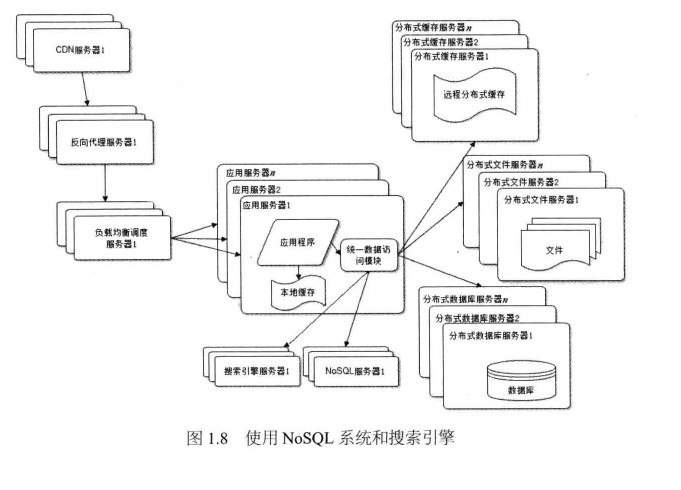 CDN服务器1
反向代理服务器1
负载均衡调度
服务器1
应用服务器n
应用服务器2
应用服务器1
应用程序
统一数据访
问模块
本地缓存
搜索引擎服务器1
NoSQL服务器1
分布式缓存服务器n
分布式缓存服务器2
分布式缓存服务器1
远程分布式缓存
分布式文件服务器n
分布式文件服务器2
分布式文件服务器1
文件
分布式数据库服务器n
分布式数据库服务器2
分布式数据库服务器1
数据库
图 1.8 使用 NoSQL 系统和搜索引擎